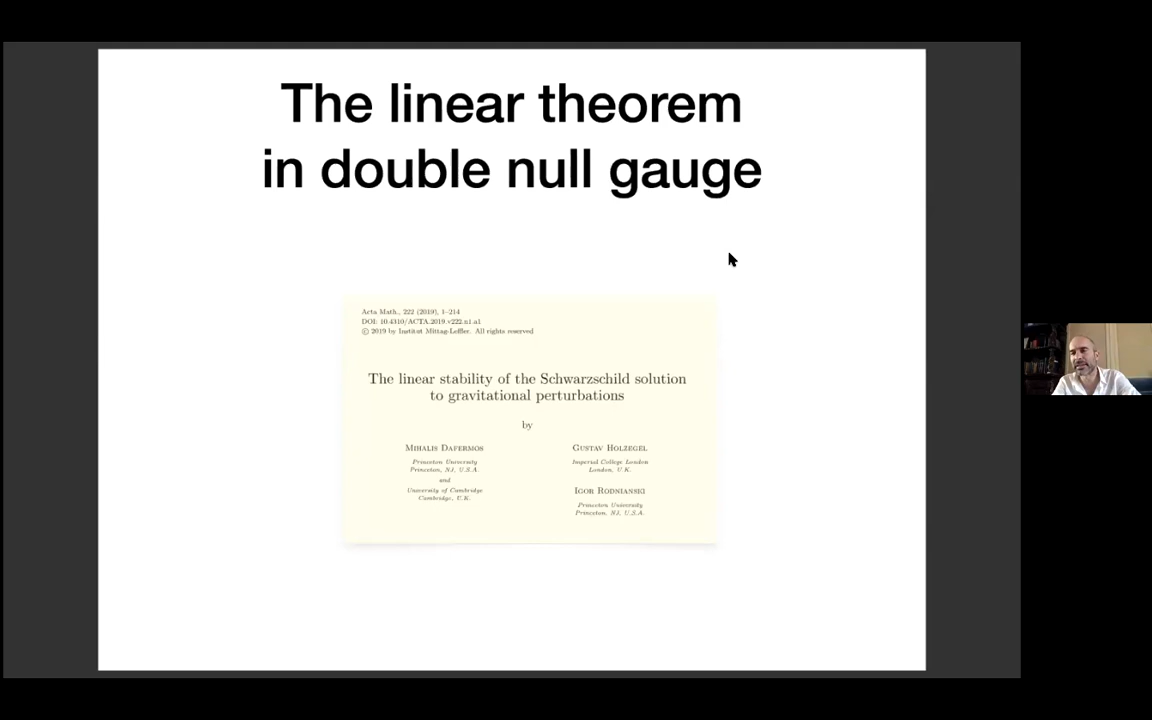 The linear theorem
in double null gauge
Acta Math., 222 (2019), 1–214
DOI: 10.4310/ACTA.2019.v222.n1.a1
© 2019 by Institut Mittag-Leffler. All rights reserved
The linear stability of the Schwarzschild solution
to gravitational perturbations
by
Mihalis Dafermos
Princeton University
Princeton, NJ, U.S.A.
and
University of Cambridge
Cambridge, U.K.
Gustav Holzegel
Imperial College London
London, U.K.
Igor Rodnianski
Princeton University
Princeton, NJ, U.S.A.